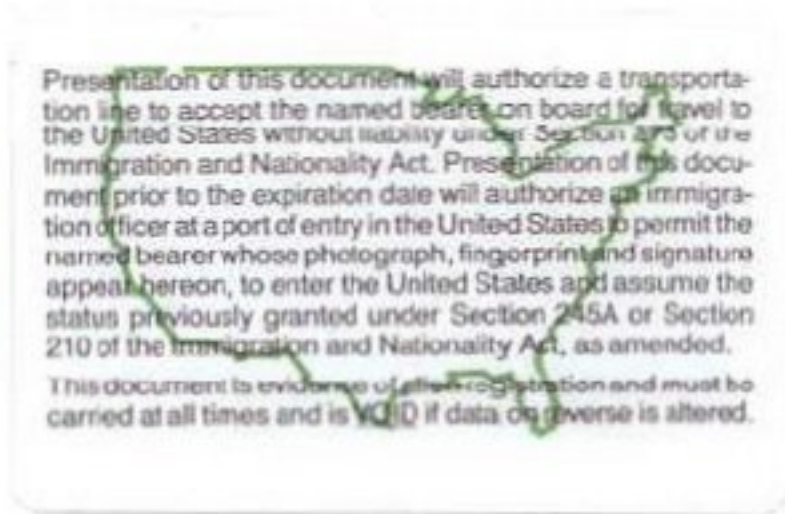 Presentation of this document will authorize a transporta-
tion line to accept the named bearer on board for travel to
the United States without liability under Section 273 of the
Immigration and Nationality Act. Presentation of this docu-
ment prior to the expiration date will authorize an immigra-
tion officer at a port of entry in the United States to permit the
named bearer whose photograph, fingerprint and signature
appear hereon, to enter the United States and assume the
status previously granted under Section 245A or Section
210 of the Immigration and Nationality Act, as amended.
This document is evidence of alien registration and must be
carried at all times and is VOID if data on reverse is altered.